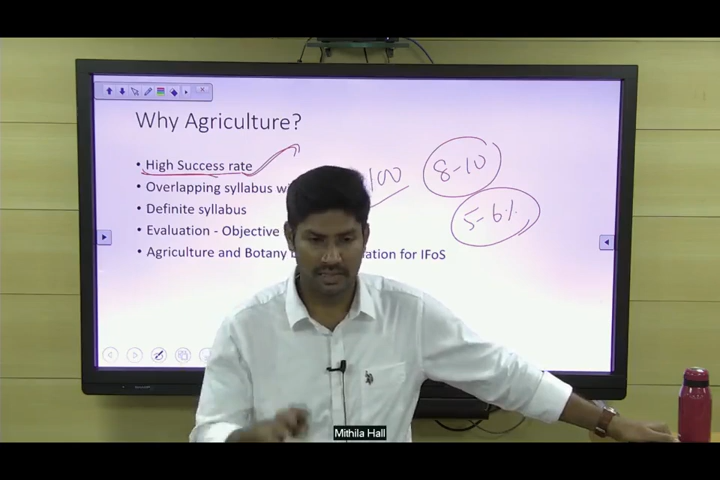 Why Agriculture?
• High Success rate
• Overlapping syllabus
• Definite syllabus
• Evaluation - Objective
• Agriculture and Botany
for IFoS
100
8-10
5-6%
Mithila Hall